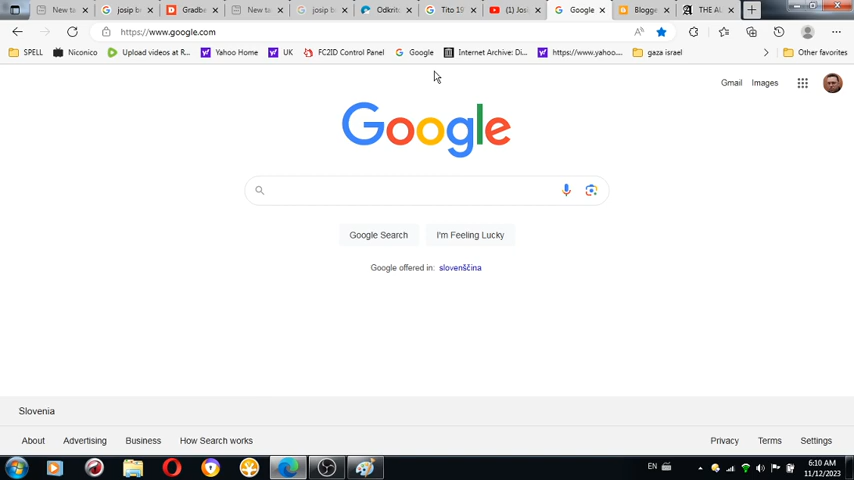 New ta
josip b
Gradbe
New ta
josip b
Odkrit
Tito 19
(1) Josi
Google
Blogge
THE AU
https://www.google.com
SPELL Niconico Upload videos at R... Yahoo Home UK FCZID Control Panel Google Internet Archive: Di... https://www.yahoo.... gaza israel Other favorites
Gmail Images
Google
Google Search I'm Feeling Lucky
Google offered in: slovenščina
Slovenia
About Advertising Business How Search works Privacy Terms Settings
EN
6:10 AM
11/12/2023